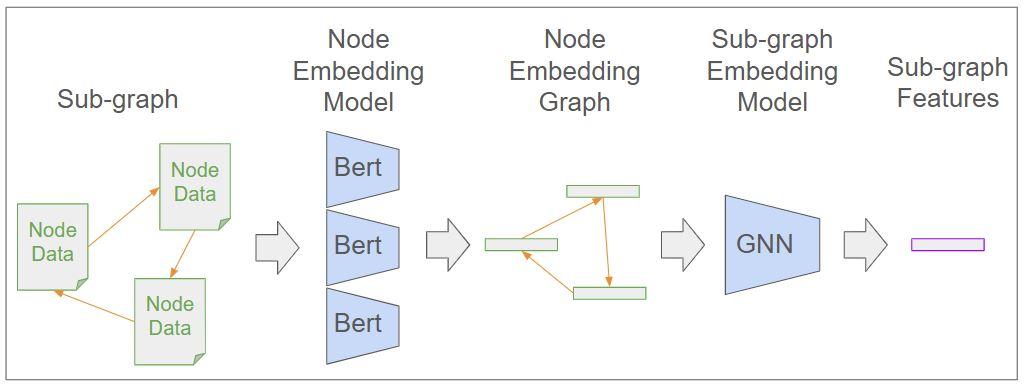 Sub-graph
Node
Embedding
Model
Node
Embedding
Graph
Sub-graph
Embedding
Model
Sub-graph
Features
Node
Data
Node
Data
Node
Data
Bert
Bert
Bert
GNN